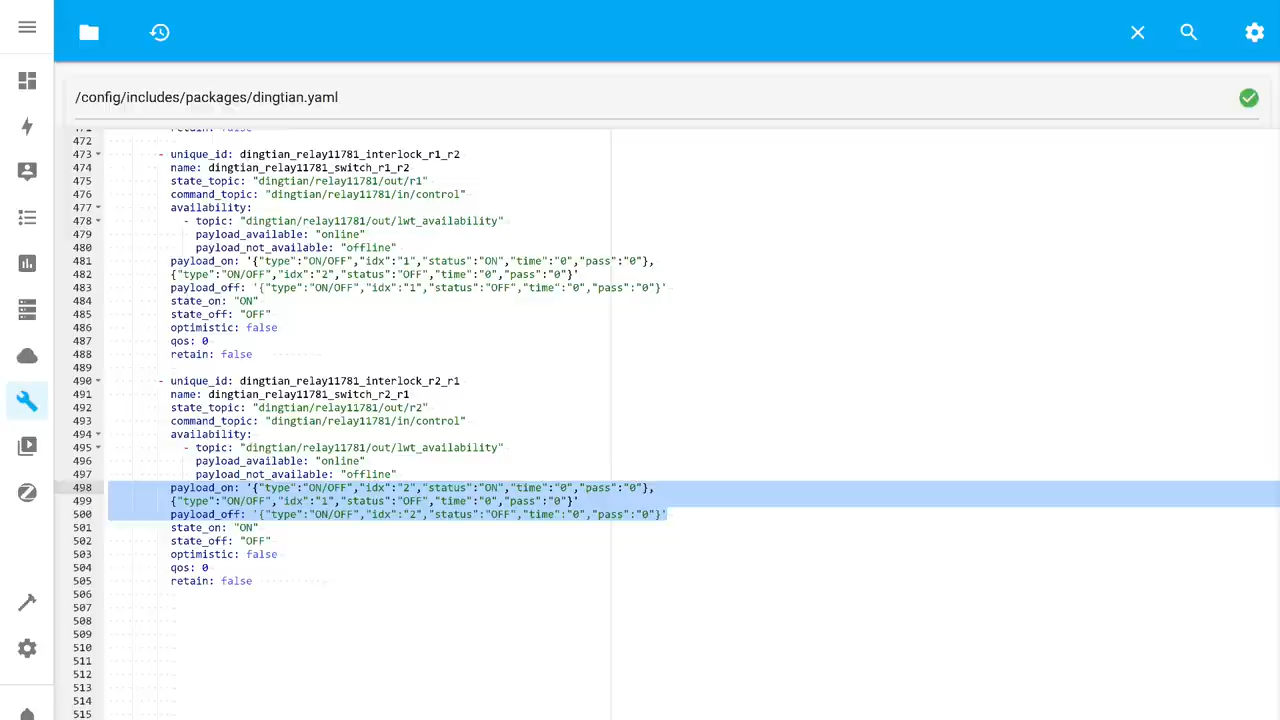 /config/includes/packages/dingtian.yaml
471 retain: false
472
473 - unique_id: dingtian_relay11781_interlock_r1_r2
474 name: dingtian_relay11781_switch_r1_r2
475 state_topic: "dingtian/relay11781/out/r1"
476 command_topic: "dingtian/relay11781/in/control"
477 availability:
478 - topic: "dingtian/relay11781/out/lwt_availability"
479 payload_available: "online"
480 payload_not_available: "offline"
481 payload_on: '{"type":"ON/OFF","idx":"1","status":"ON","time":"0","pass":"0"},
482 {"type":"ON/OFF","idx":"2","status":"OFF","time":"0","pass":"0"}'
483 payload_off: '{"type":"ON/OFF","idx":"1","status":"OFF","time":"0","pass":"0"}'
484 state_on: "ON"
485 state_off: "OFF"
486 optimistic: false
487 qos: 0
488 retain: false
489
490 - unique_id: dingtian_relay11781_interlock_r2_r1
491 name: dingtian_relay11781_switch_r2_r1
492 state_topic: "dingtian/relay11781/out/r2"
493 command_topic: "dingtian/relay11781/in/control"
494 availability:
495 - topic: "dingtian/relay11781/out/lwt_availability"
496 payload_available: "online"
497 payload_not_available: "offline"
498 payload_on: '{"type":"ON/OFF","idx":"2","status":"ON","time":"0","pass":"0"},
499 {"type":"ON/OFF","idx":"1","status":"OFF","time":"0","pass":"0"}'
500 payload_off: '{"type":"ON/OFF","idx":"2","status":"OFF","time":"0","pass":"0"}'
501 state_on: "ON"
502 state_off: "OFF"
503 optimistic: false
504 qos: 0
505 retain: false
506
507
508
509
510
511
512
513
514
515